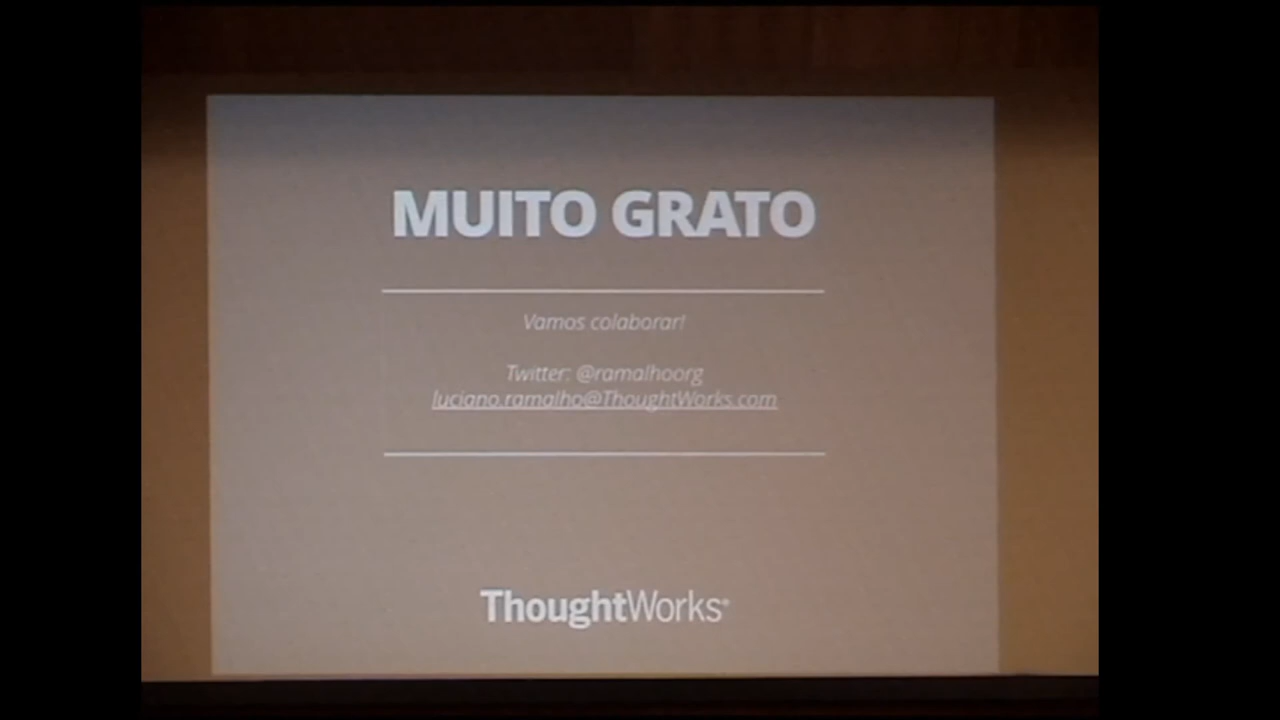 MUITO GRATO
Vamos colaborar!
Twitter: @ramalhoorg
luciano.ramalho@ThoughtWorks.com
ThoughtWorks®